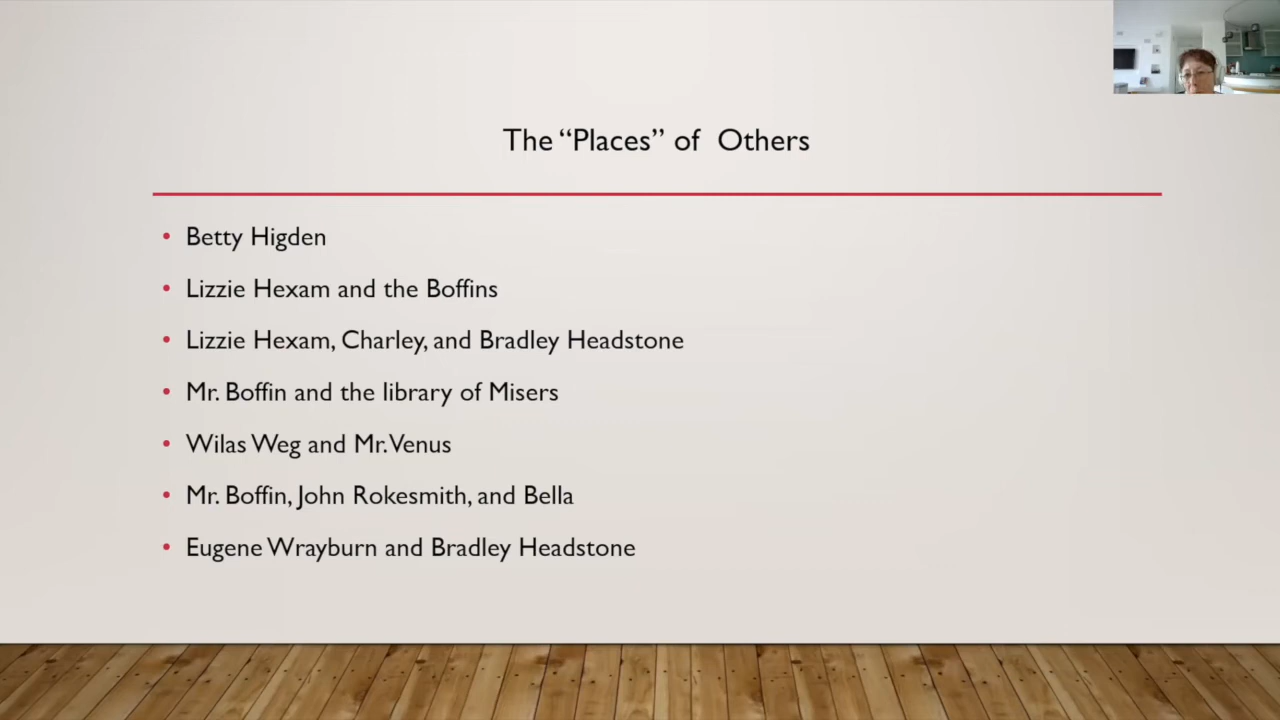 The “Places” of Others
Betty Higden
Lizzie Hexam and the Boffins
Lizzie Hexam, Charley, and Bradley Headstone
Mr. Boffin and the library of Misers
Wilas Weg and Mr. Venus
Mr. Boffin, John Rokesmith, and Bella
Eugene Wrayburn and Bradley Headstone